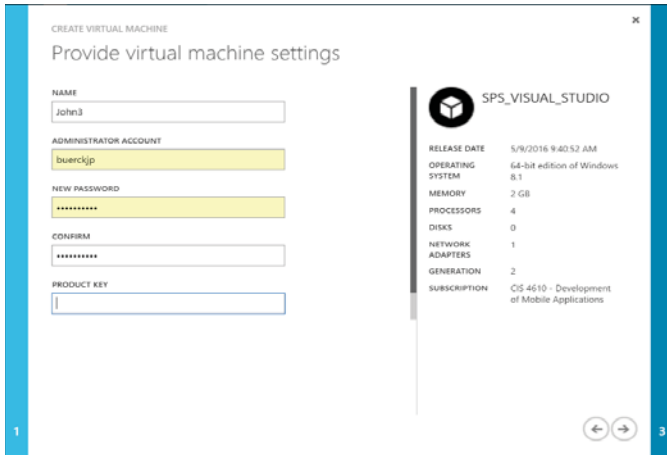 CREATE VIRTUAL MACHINE
Provide virtual machine settings
NAME
John3
ADMINISTRATOR ACCOUNT
buerckjp
NEW PASSWORD
••••••••••
CONFIRM
••••••••••
PRODUCT KEY
SPS_VISUAL_STUDIO
RELEASE DATE 5/9/2016 9:40:52 AM
OPERATING SYSTEM 64-bit edition of Windows 8.1
MEMORY 2 GB
PROCESSORS 4
DISKS 0
NETWORK ADAPTERS 1
GENERATION 2
SUBSCRIPTION CIS 4610 - Development of Mobile Applications
1
3